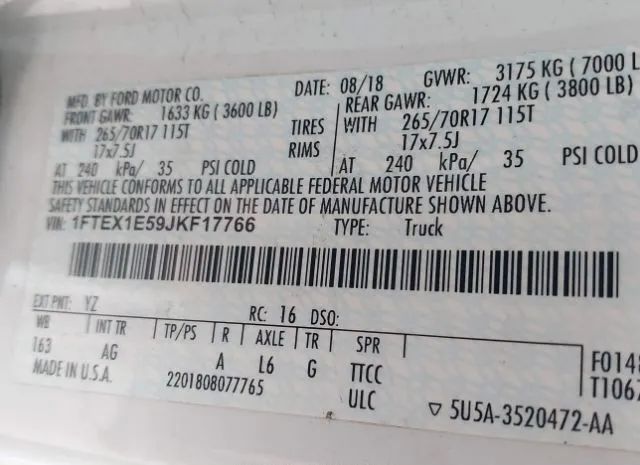 MFD. BY FORD MOTOR CO. DATE: 08/18 GVWR: 3175 KG ( 7000 L
FRONT GAWR: 1633 KG ( 3600 LB) REAR GAWR: 1724 KG ( 3800 LB)
WITH 265/70R17 115T TIRES WITH 265/70R17 115T
17x7.5J RIMS 17x7.5J
AT 240 kPa/ 35 PSI COLD AT 240 kPa/ 35 PSI COLD
THIS VEHICLE CONFORMS TO ALL APPLICABLE FEDERAL MOTOR VEHICLE
SAFETY STANDARDS IN EFFECT ON THE DATE OF MANUFACTURE SHOWN ABOVE.
VIN: 1FTEX1E59JKF17766 TYPE: Truck
EXT PNT: YZ RC: 16 DSO:
WB INT TR TP/PS R AXLE TR SPR
163 AG A L6 G TTCC F0148
MADE IN U.S.A. 2201808077765 ULC T1067
▽ 5U5A-3520472-AA